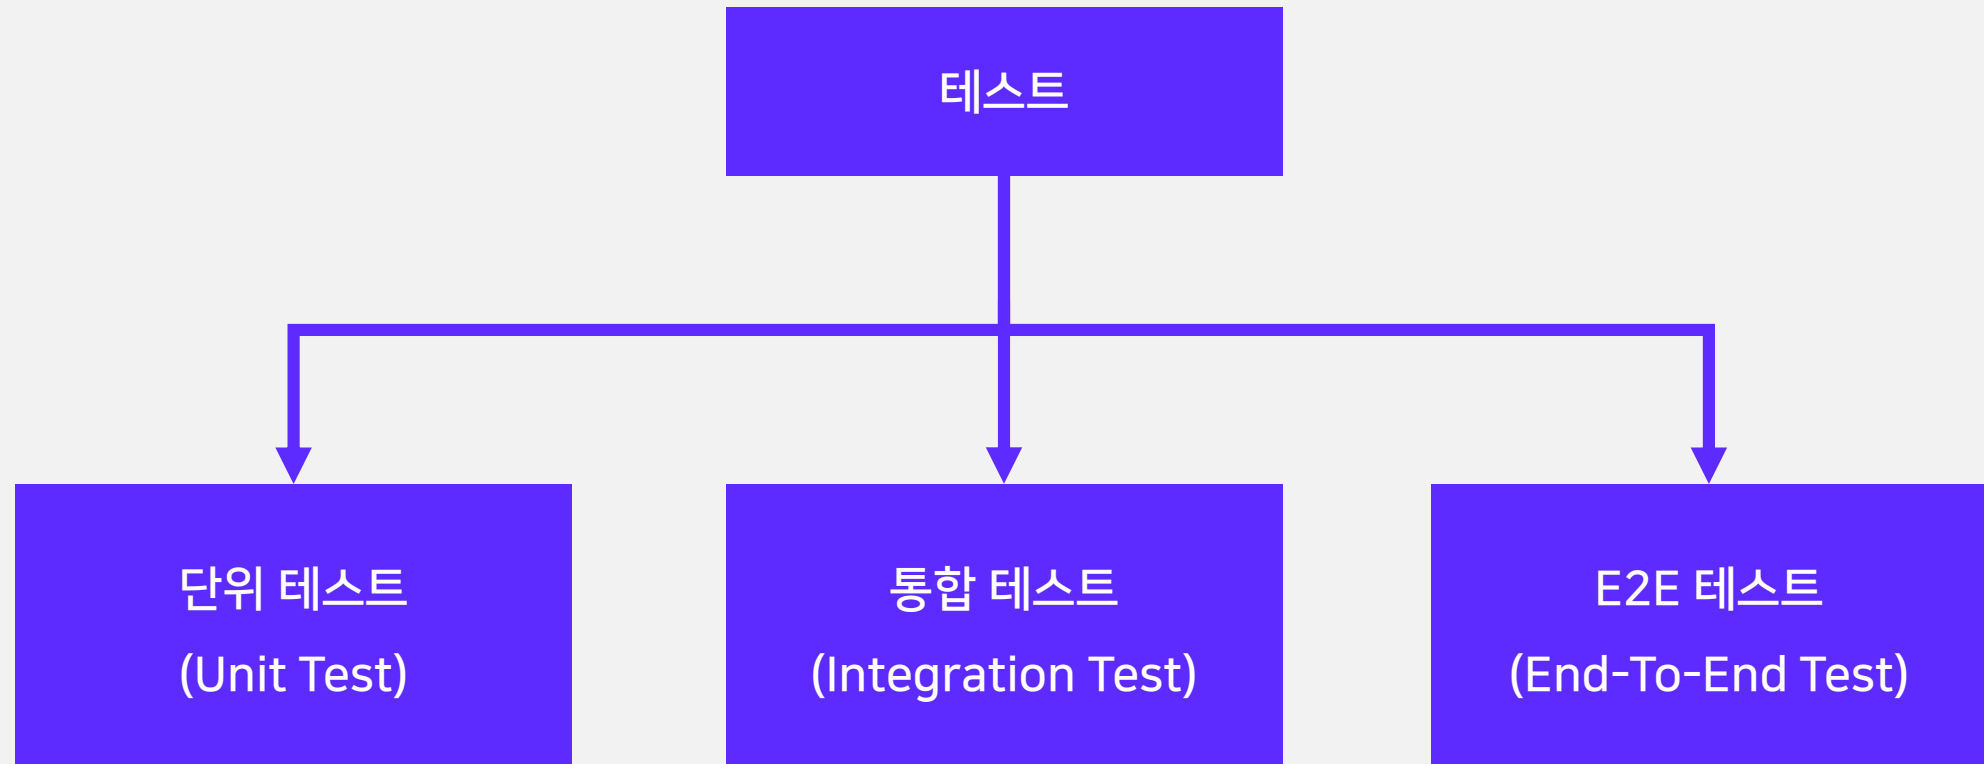 테스트
단위 테스트
(Unit Test)
통합 테스트
(Integration Test)
E2E 테스트
(End-To-End Test)